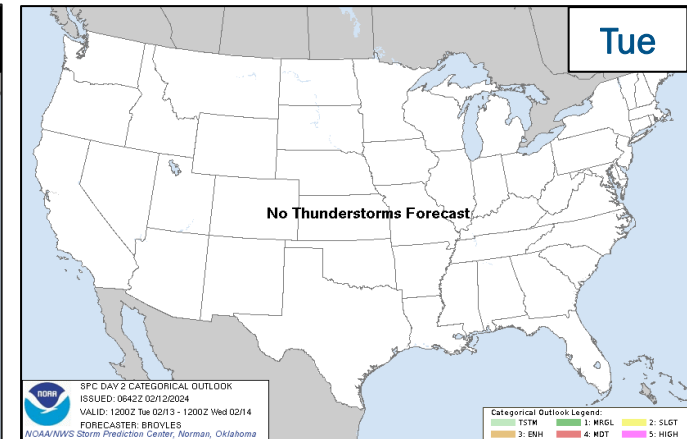 Tue
No Thunderstorms Forecast
NOAA
SPC DAY 2 CATEGORICAL OUTLOOK
ISSUED: 0642Z 02/12/2024
VALID: 1200Z Tue 02/13 - 1200Z Wed 02/14
FORECASTER: BROYLES
NOAA/NWS Storm Prediction Center, Norman, Oklahoma
Categorical Outlook Legend:
TSTM 1: MRGL 2: SLGT
3: ENH 4: MDT 5: HIGH